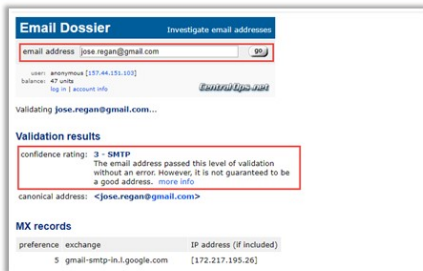 Email Dossier Investigate email addresses
email address jose.regan@gmail.com go
user: anonymous [157.44.151.103]
balance: 47 units
log in | account info
CentralOps.net
Validating jose.regan@gmail.com...
Validation results
confidence rating: 3 - SMTP
The email address passed this level of validation
without an error. However, it is not guaranteed to be
a good address. more info
canonical address: <jose.regan@gmail.com>
MX records
preference exchange IP address (if included)
5 gmail-smtp-in.l.google.com [172.217.195.26]